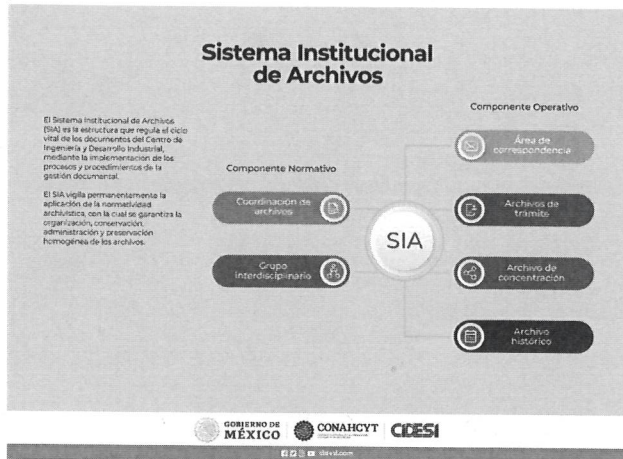 Sistema Institucional
de Archivos
El Sistema Institucional de Archivos
(SIA) es la estructura que regula el ciclo
vital de los documentos del Centro de
Ingeniería y Desarrollo Industrial,
mediante la implementación de los
procesos y procedimientos de la
gestión documental.
El SIA vigila permanentemente la
aplicación de la normatividad
archivística, con la cual se garantiza la
organización, conservación,
administración y preservación
homogénea de los archivos.
Componente Normativo
Coordinación de
archivos
Grupo
Interdisciplinario
SIA
Componente Operativo
Área de
correspondencia
Archivos de
trámite
Archivo de
concentración
Archivo
histórico
GOBIERNO DE
MÉXICO
CONAHCYT
CIDESI